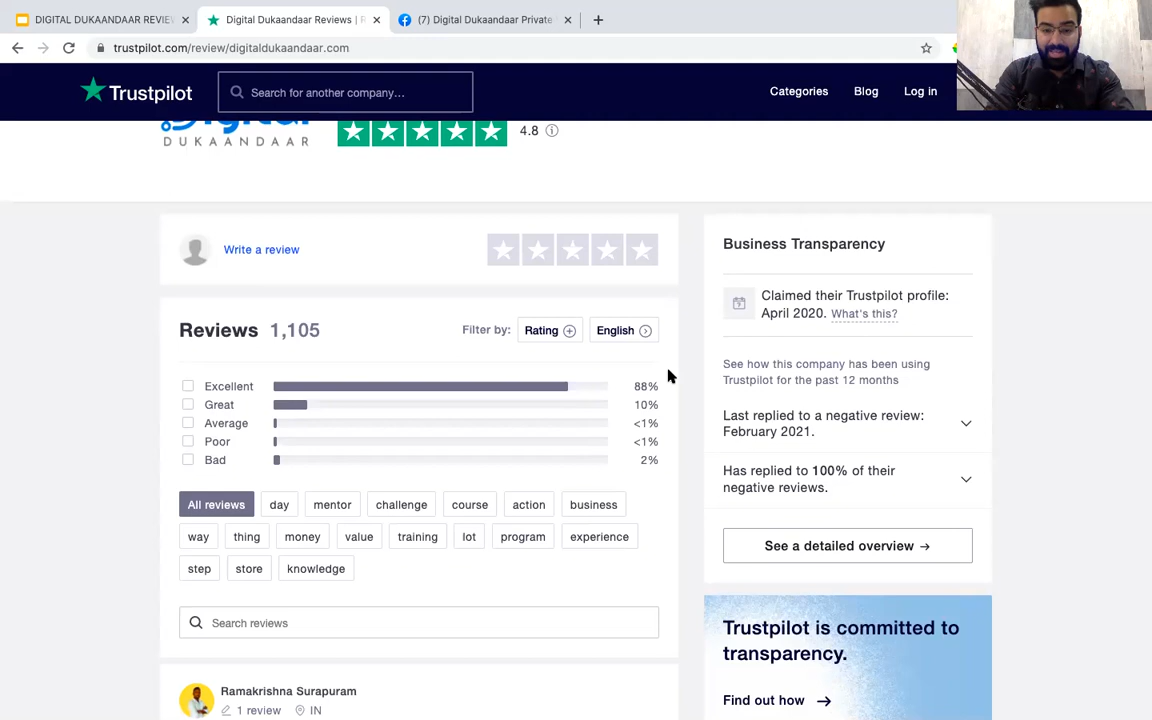 DIGITAL DUKAANDAAR REVIEW
Digital Dukaandaar Reviews | R
(7) Digital Dukaandaar Private
trustpilot.com/review/digitaldukaandaar.com
Trustpilot
Search for another company...
Categories
Blog
Log in
DUKAANDAAR
4.8
Write a review
Reviews 1,105
Filter by:
Rating
English
Excellent 88%
Great 10%
Average <1%
Poor <1%
Bad 2%
All reviews day mentor challenge course action business
way thing money value training lot program experience
step store knowledge
Search reviews
Ramakrishna Surapuram
1 review IN
Business Transparency
Claimed their Trustpilot profile:
April 2020. What's this?
See how this company has been using
Trustpilot for the past 12 months
Last replied to a negative review:
February 2021.
Has replied to 100% of their
negative reviews.
See a detailed overview →
Trustpilot is committed to
transparency.
Find out how →